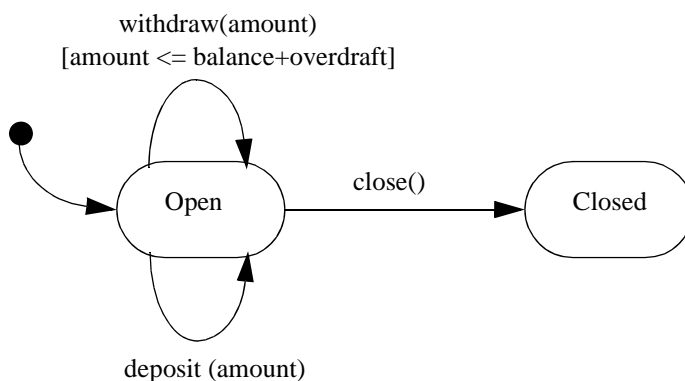 withdraw(amount)
[amount <= balance+overdraft]
Open
close()
Closed
deposit (amount)